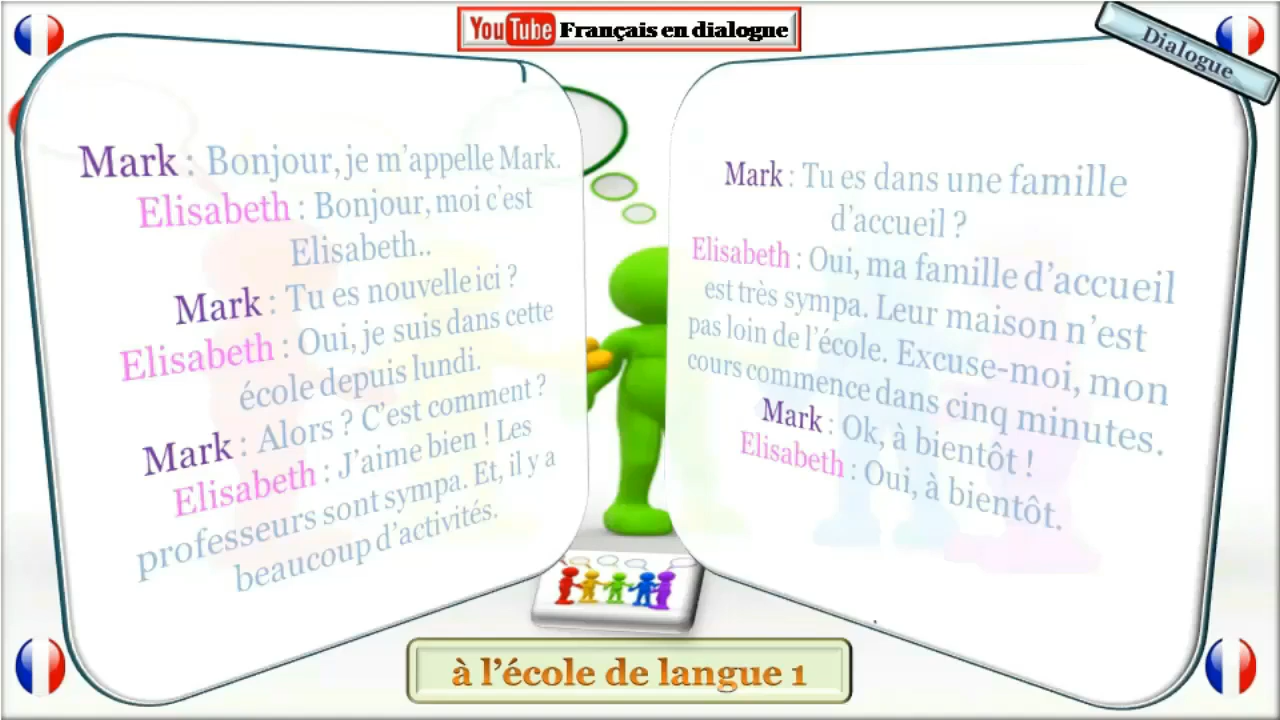 YouTube Français en dialogue
Dialogue
Mark : Bonjour, je m’appelle Mark.
Elisabeth : Bonjour, moi c’est
Elisabeth..
Mark : Tu es nouvelle ici ?
Elisabeth : Oui, je suis dans cette
école depuis lundi.
Mark : Alors ? C’est comment ?
Elisabeth : J’aime bien ! Les
professeurs sont sympa. Et, il y a
beaucoup d’activités.
Mark : Tu es dans une famille
d’accueil ?
Elisabeth : Oui, ma famille d’accueil
est très sympa. Leur maison n’est
pas loin de l’école. Excuse-moi, mon
cours commence dans cinq minutes.
Mark : Ok, à bientôt !
Elisabeth : Oui, à bientôt.
à l’école de langue 1